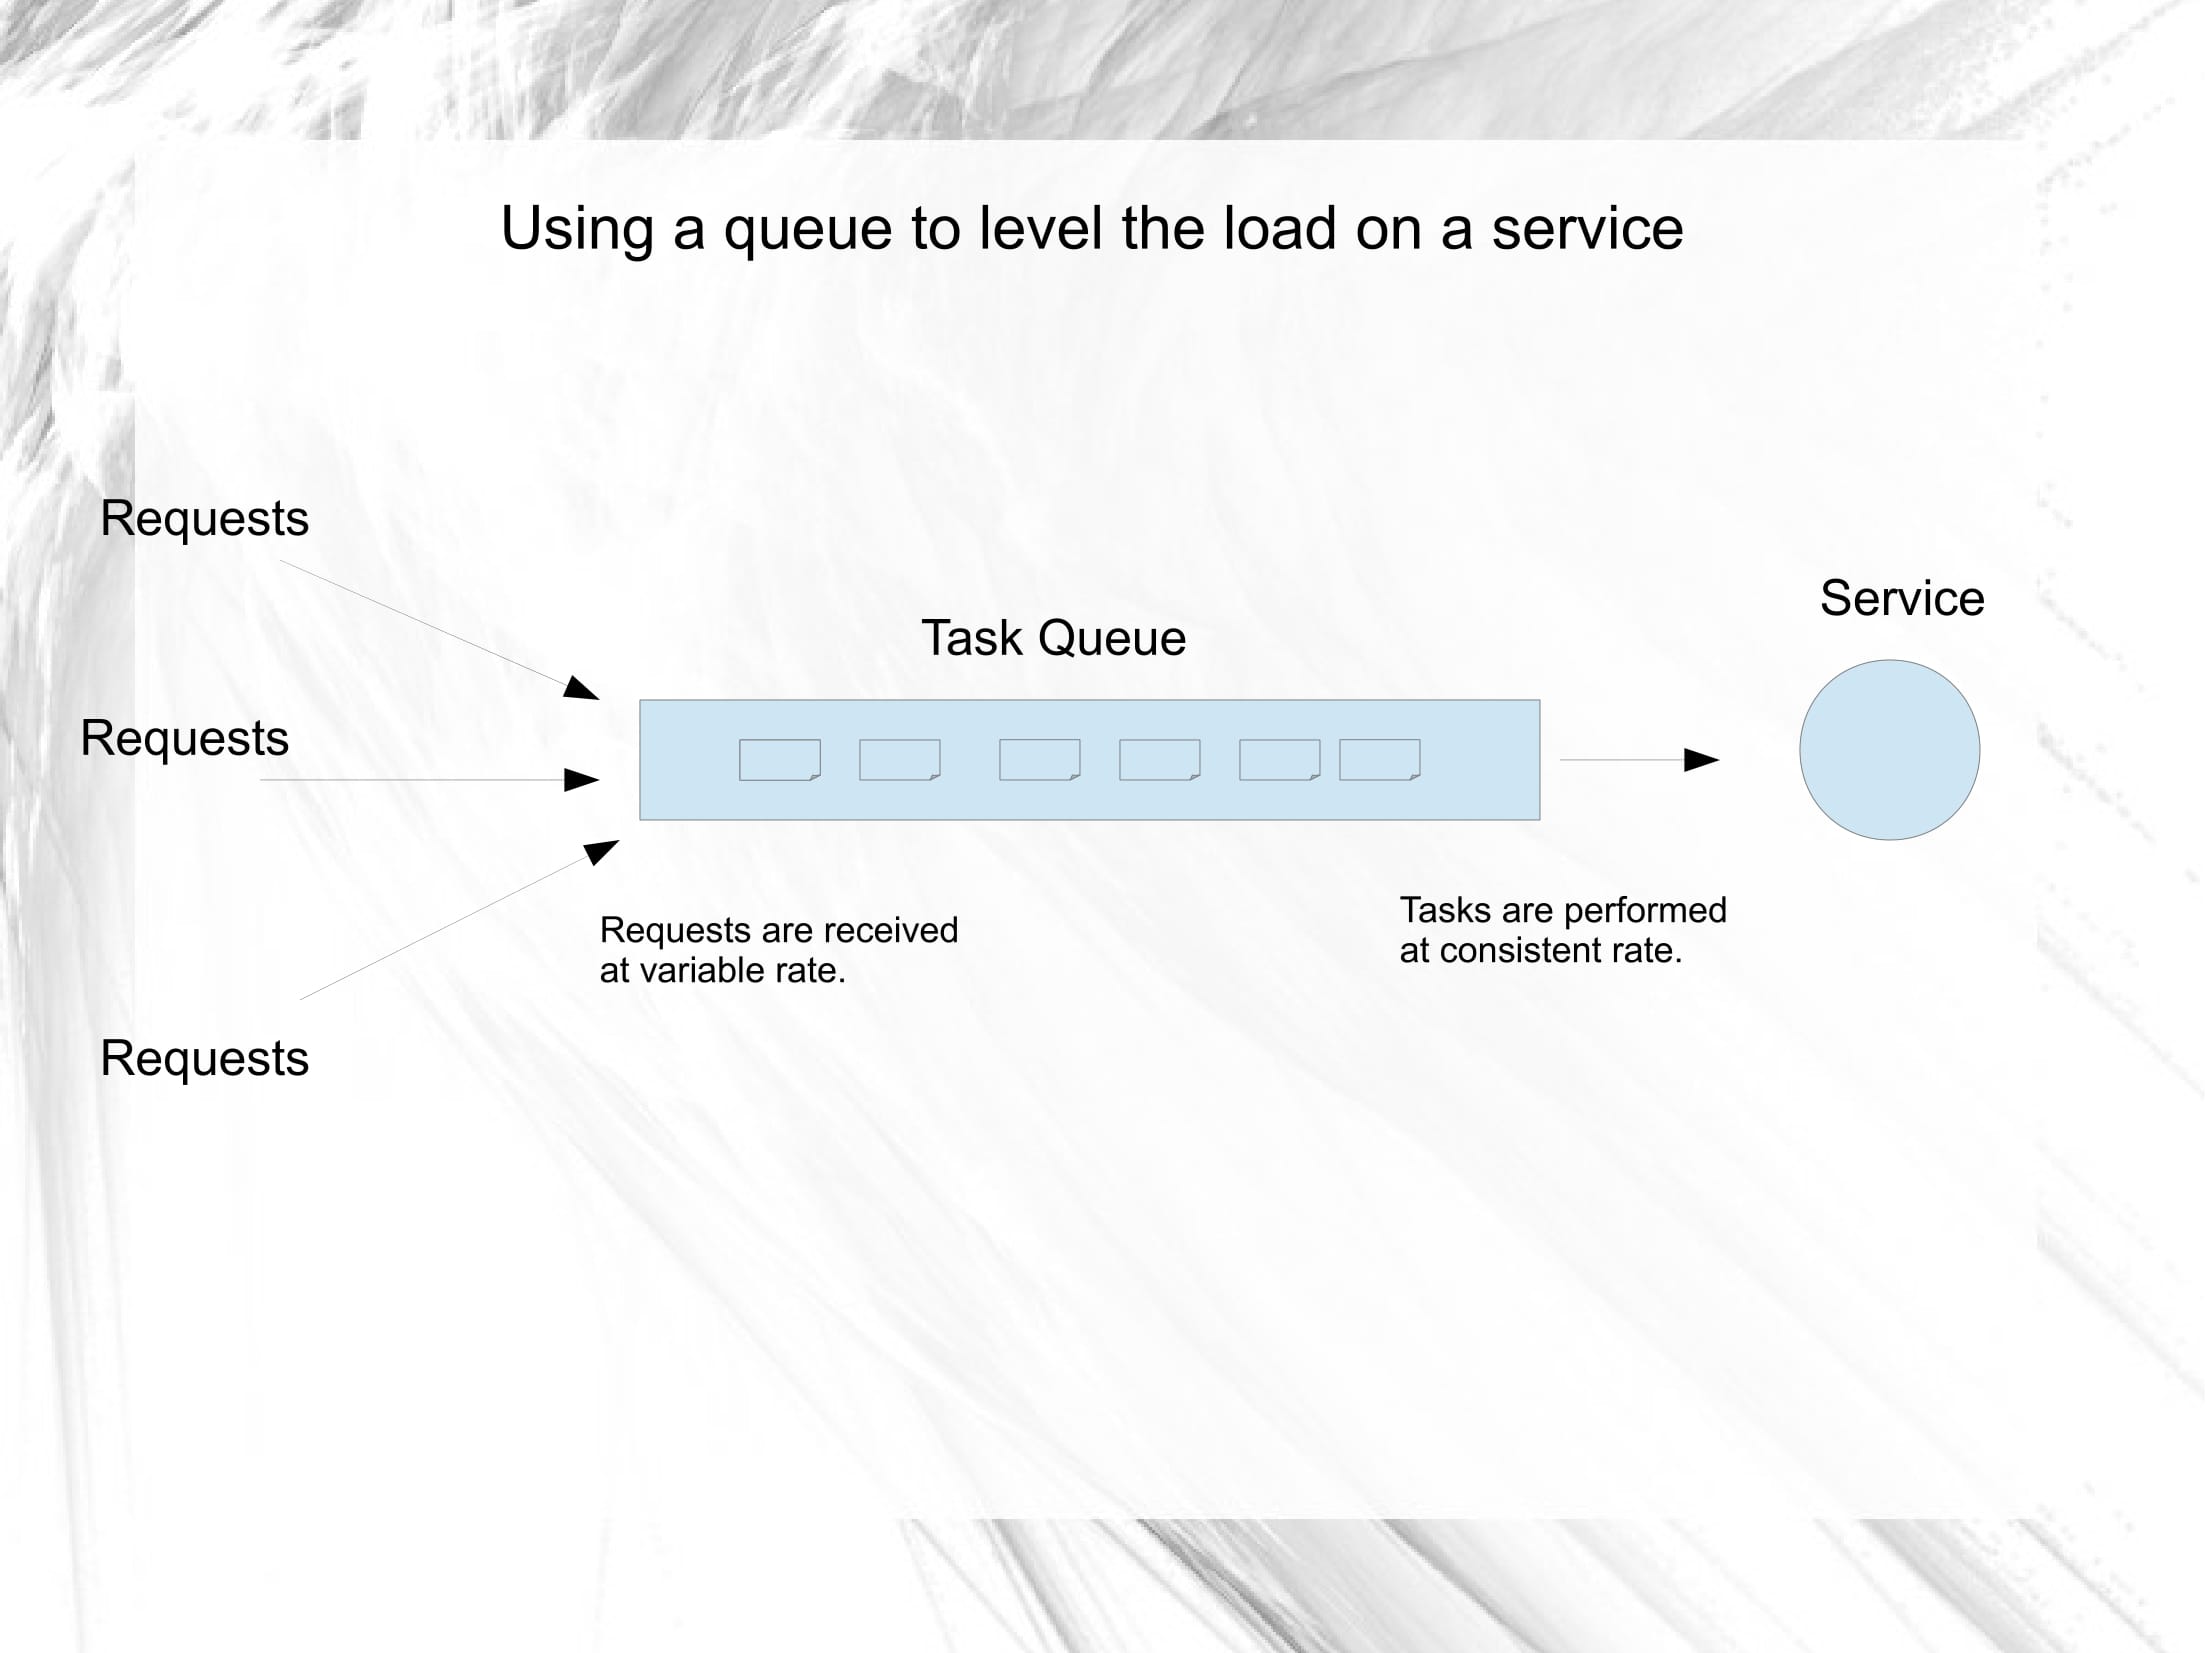 Using a queue to level the load on a service
Requests
Service
Task Queue
Requests
Requests are received
at variable rate.
Tasks are performed
at consistent rate.
Requests